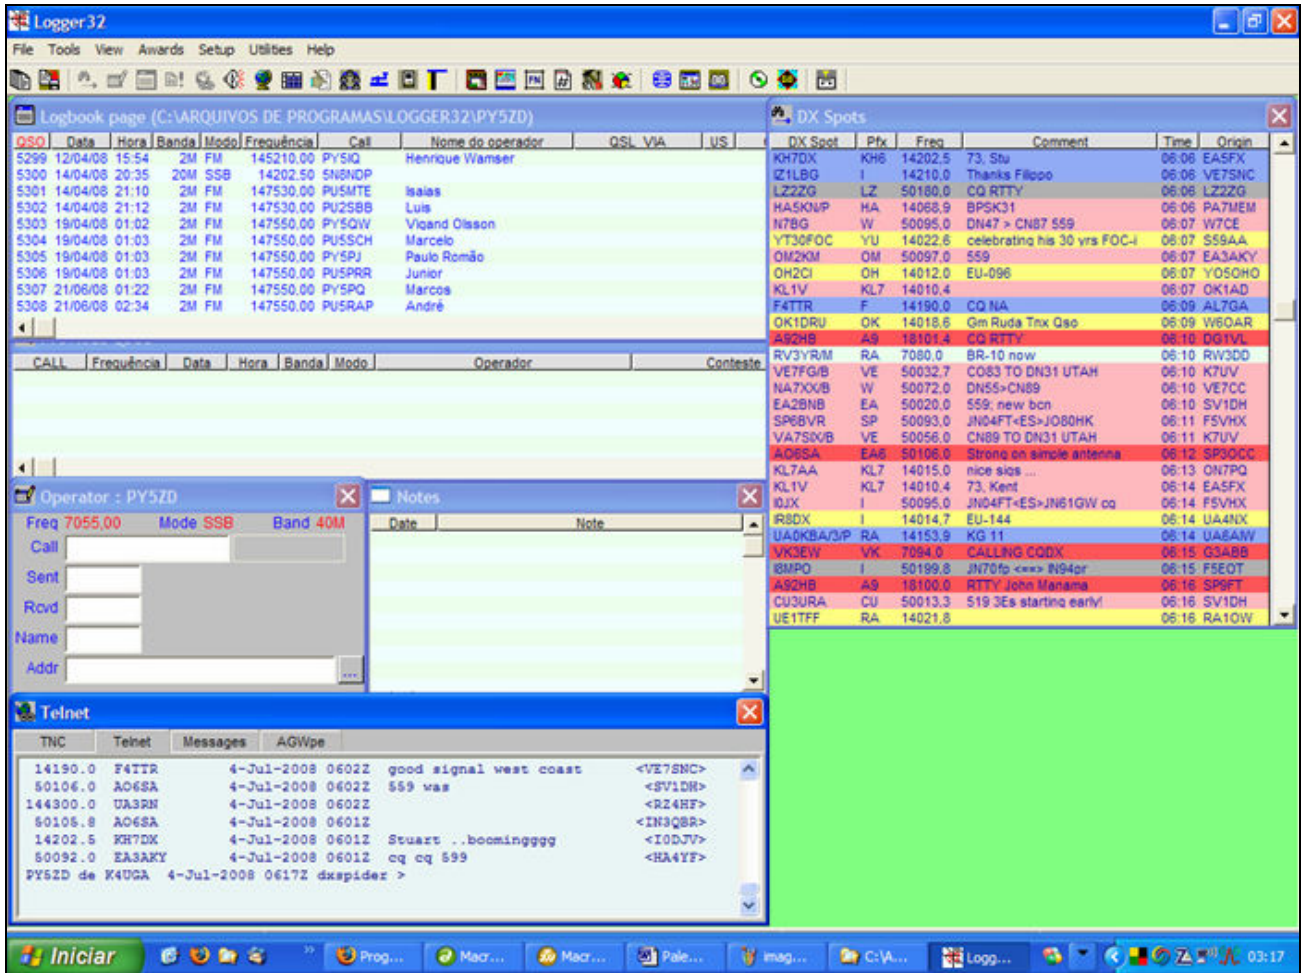 Logger32
File Tools View Awards Setup Utilities Help
Logbook page (C:\ARQUIVOS DE PROGRAMAS\LOGGER32\PY5ZD)
QSO Data Hora Banda Modo Frequência Call Nome do operador QSL VIA US
5299 12/04/08 15:54 2M FM 145210,00 PY5IQ Henrique Wamser
5300 14/04/08 20:35 20M SSB 14202,50 5N8NDP
5301 14/04/08 21:10 2M FM 147530,00 PU5MTE Isaias
5302 14/04/08 21:12 2M FM 147530,00 PU2SBB Luis
5303 19/04/08 01:02 2M FM 147550,00 PY5QW Vigand Olsson
5304 19/04/08 01:03 2M FM 147550,00 PU5SCH Marcelo
5305 19/04/08 01:03 2M FM 147550,00 PY5PJ Paulo Romão
5306 19/04/08 01:03 2M FM 147550,00 PU5PRR Junior
5307 21/06/08 01:22 2M FM 147550,00 PY5PQ Marcos
5308 21/06/08 02:34 2M FM 147550,00 PU5RAP André
CALL Frequência Data Hora Banda Modo Operador Conteste
Operator : PY5ZD
Freq 7055,00 Mode SSB Band 40M
Call
Sent
Rcvd
Name
Addr ...
Notes
Date Note
DX Spots
DX Spot Pfx Freq Comment Time Origin
KH7DX KH6 14202,5 73, Stu 06:06 EA5FX
IZ1LBG I 14210,0 Thanks Filippo 06:06 VE7SNC
LZ2ZG LZ 50180,0 CQ RTTY 06:06 LZ2ZG
HA5KN/P HA 14068,9 BPSK31 06:06 PA7MEM
N7BG W 50095,0 DN47 > CN87 559 06:07 W7CE
YT30FOC YU 14022,6 celebrating his 30 yrs FOC-i 06:07 S59AA
OM2KM OM 50097,0 559 06:07 EA3AKY
OH2CI OH 14012,0 EU-096 06:07 YO5OHO
KL1V KL7 14010,4 06:07 OK1AD
F4TTR F 14190,0 CQ NA 06:09 AL7GA
OK1DRU OK 14018,6 Gm Ruda Tnx Qso 06:09 W6OAR
A92HB A9 18101,4 CQ RTTY 06:10 DG1VL
RV3YR/M RA 7080,0 BR-10 now 06:10 RW3DD
VE7FG/B VE 50032,7 CO83 TO DN31 UTAH 06:10 K7UV
NA7XX/B W 50072,0 DN55>CN89 06:10 VE7CC
EA2BNB EA 50020,0 559; new bcn 06:10 SV1DH
SP6BVR SP 50093,0 JN04FT<ES>JO80HK 06:11 F5VHX
VA7SIX/B VE 50056,0 CN89 TO DN31 UTAH 06:11 K7UV
AO6SA EA6 50106,0 Strong on simple antenna 06:12 SP3OCC
KL7AA KL7 14015,0 nice sigs ... 06:13 ON7PQ
KL1V KL7 14010,4 73, Kent 06:14 EA5FX
I0JX I 50095,0 JN04FT<ES>JN61GW cq 06:14 F5VHX
IR8DX I 14014,7 EU-144 06:14 UA4NX
UA0KBA/3/P RA 14153,9 KG 11 06:14 UA6AIW
VK3EW VK 7094,0 CALLING CQDX 06:15 G3ABB
I8MPO I 50199,8 JN70fp <==> IN94pr 06:15 F5EOT
A92HB A9 18100,0 RTTY John Manama 06:16 SP9FT
CU3URA CU 50013,3 519 3Es starting early! 06:16 SV1DH
UE1TFF RA 14021,8 06:16 RA1OW
Telnet
TNC Telnet Messages AGWpe
14190.0 F4TTR 4-Jul-2008 0602Z good signal west coast <VE7SNC>
50106.0 AO6SA 4-Jul-2008 0602Z 559 was <SV1DH>
144300.0 UA3RN 4-Jul-2008 0602Z <RZ4HF>
50105.8 AO6SA 4-Jul-2008 0601Z <IN3QBR>
14202.5 KH7DX 4-Jul-2008 0601Z Stuart ..boomingggg <I0DJV>
50092.0 EA3AKY 4-Jul-2008 0601Z cq cq 599 <HA4YF>
PY5ZD de K4UGA 4-Jul-2008 0617Z dxspider >
Iniciar » Prog... Macr... Macr... Pale... imag... C:\A... Logg... 03:17